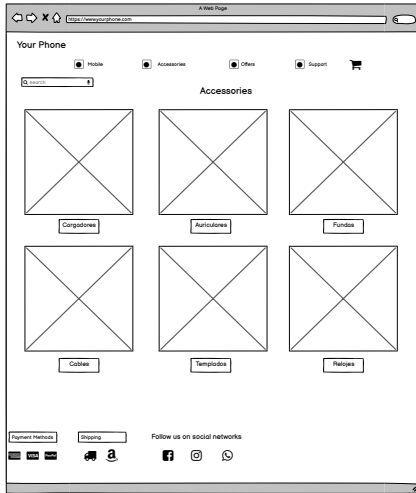 A Web Page
https://www.yourphone.com
Your Phone
Mobile Accessories Offers Support
search
Accessories
Cargadores Auriculares Fundas
Cables Templados Relojes
Payment Methods Shipping Follow us on social networks
VISA PayPal